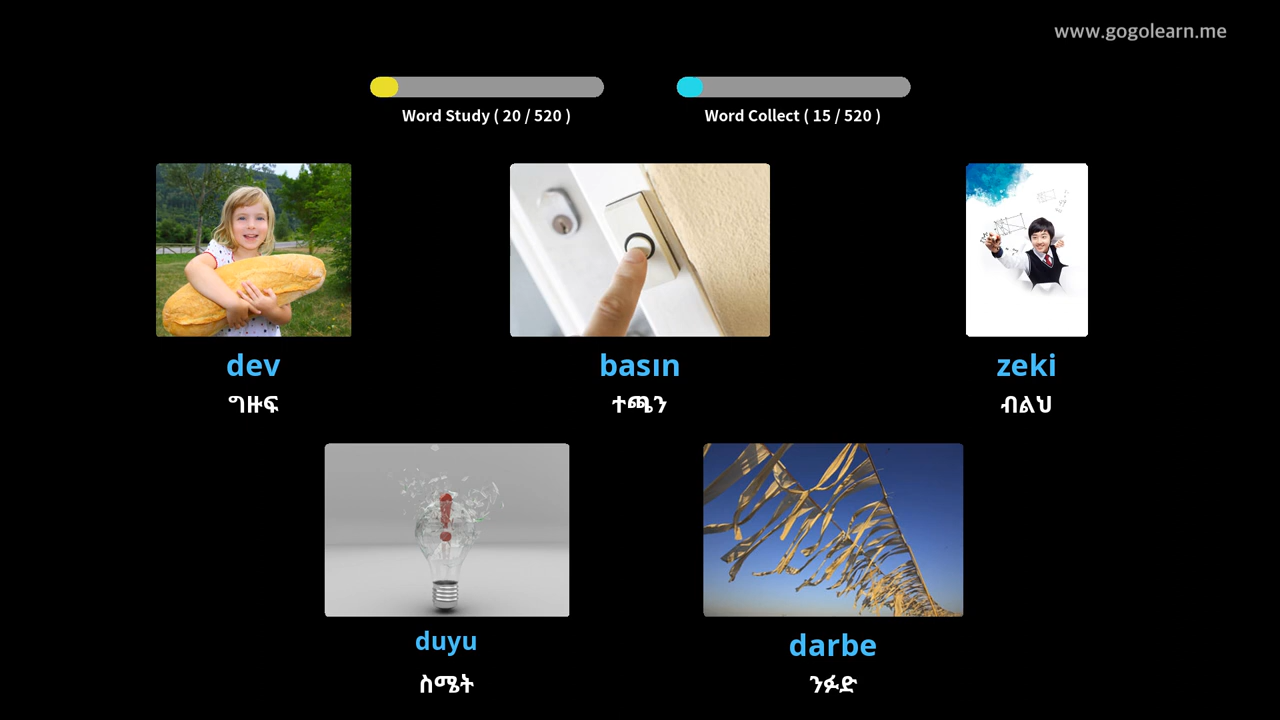 www.gogolearn.me
Word Study ( 20 / 520 )
Word Collect ( 15 / 520 )
dev
ግዙፍ
basın
ተጫን
zeki
ብልህ
duyu
ስሜት
darbe
ንፉድ